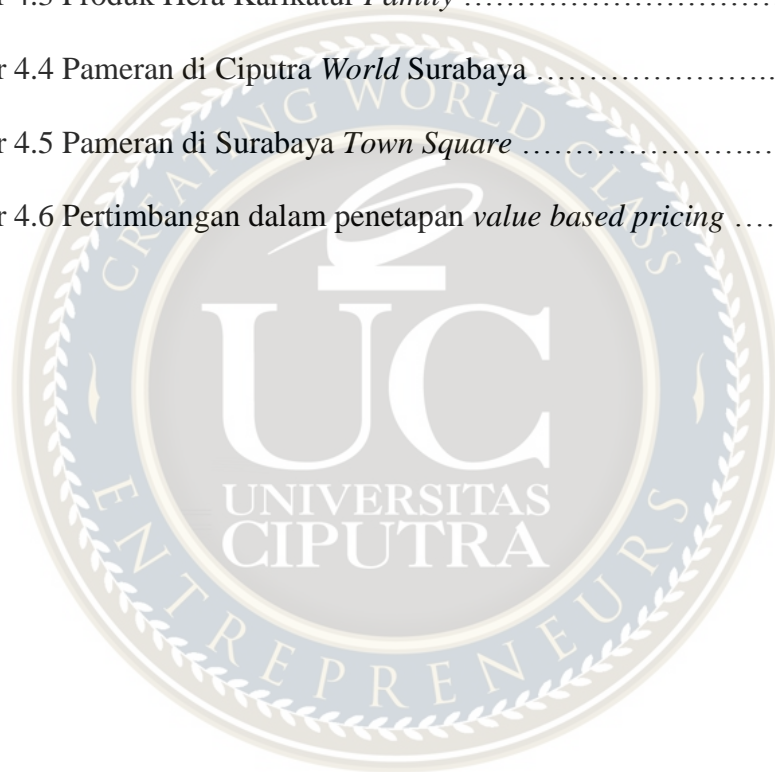 r 4.3 Produk Hera Karikatur Family ……………………………
r 4.4 Pameran di Ciputra World Surabaya …………………..
r 4.5 Pameran di Surabaya Town Square …………………..…
r 4.6 Pertimbangan dalam penetapan value based pricing ….
CREATING WORLD CLASS
UC
UNIVERSITAS
CIPUTRA
ENTREPRENEURS